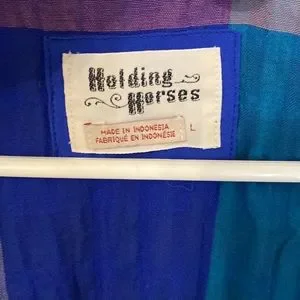 Holding
Horses
MADE IN INDONESIA
FABRIQUÉ EN INDONÉSIE
L